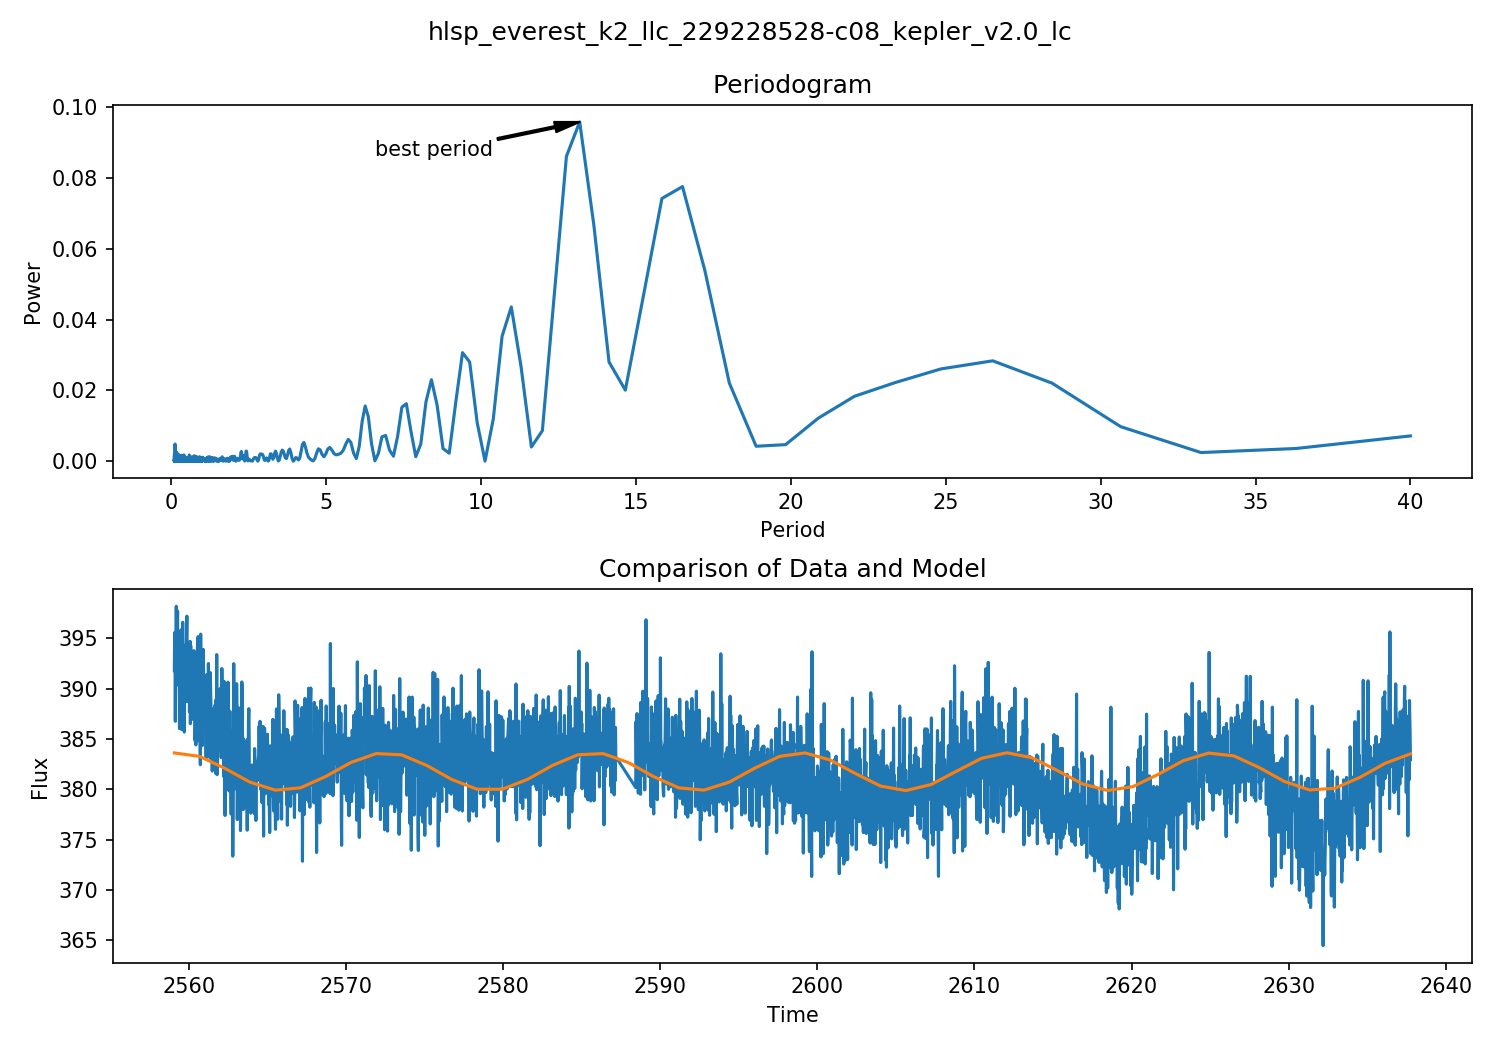 hlsp_everest_k2_llc_229228528-c08_kepler_v2.0_lc
Periodogram
0.10
0.08
0.06
0.04
0.02
0.00
Power
best period
0 5 10 15 20 25 30 35 40
Period
Comparison of Data and Model
395
390
385
380
375
370
365
Flux
2560 2570 2580 2590 2600 2610 2620 2630 2640
Time